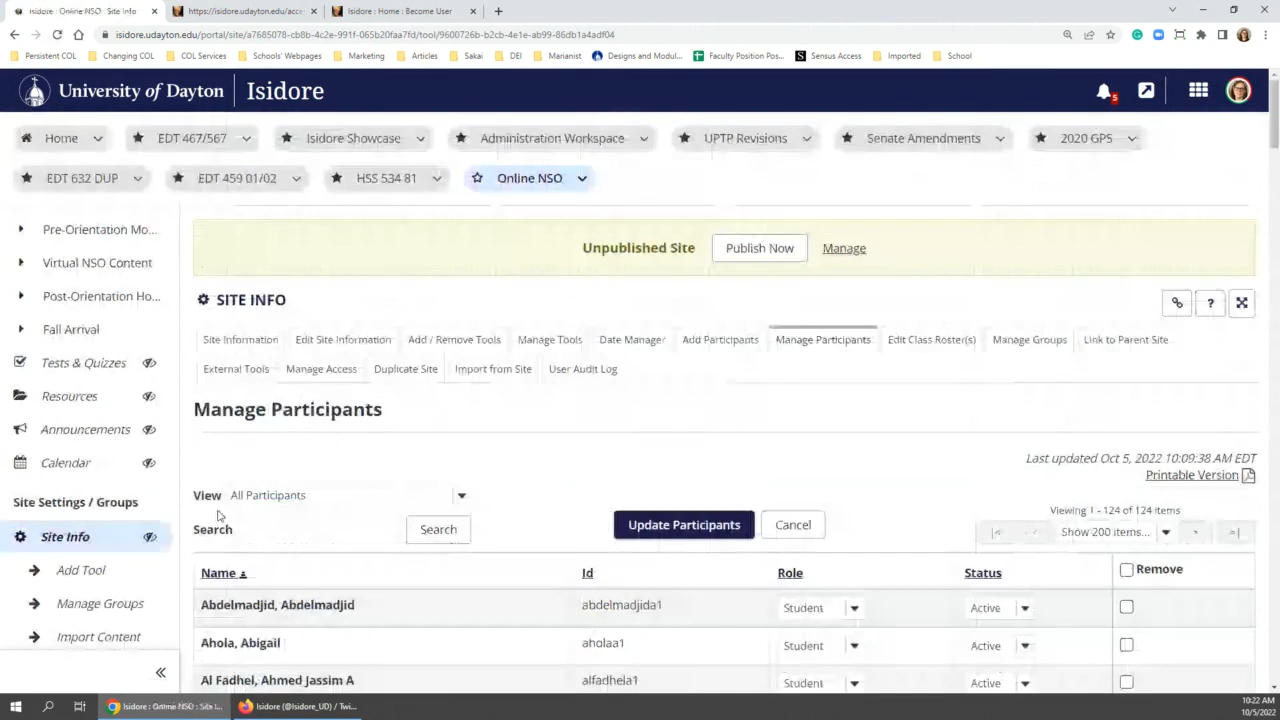 Isidore : Online NSO : Site Info
https://isidore.udayton.edu/acce
Isidore : Home : Become User
isidore.udayton.edu/portal/site/a7685078-cb8b-4c2e-991f-065b20faa7fd/tool/9600726b-b2cb-4e1e-ab99-86db1a4adf04
Persistent COL
Changing COL
COL Services
Schools' Webpages
Marketing
Articles
Sakai
DEI
Marianist
Designs and Modul...
Faculty Position Pos...
Sensus Access
Imported
School
University of Dayton
Isidore
5
Home
EDT 467/567
Isidore Showcase
Administration Workspace
UPTP Revisions
Senate Amendments
2020 GPS
EDT 632 DUP
EDT 459 01/02
HSS 534 81
Online NSO
Pre-Orientation Mo...
Virtual NSO Content
Post-Orientation Ho...
Fall Arrival
Tests & Quizzes
Resources
Announcements
Calendar
Site Settings / Groups
Site Info
Add Tool
Manage Groups
Import Content
Unpublished Site
Publish Now
Manage
SITE INFO
?
Site Information
Edit Site Information
Add / Remove Tools
Manage Tools
Date Manager
Add Participants
Manage Participants
Edit Class Roster(s)
Manage Groups
Link to Parent Site
External Tools
Manage Access
Duplicate Site
Import from Site
User Audit Log
Manage Participants
Last updated Oct 5, 2022 10:09:38 AM EDT
Printable Version
View All Participants
Search
Search
Update Participants
Cancel
Viewing 1 - 124 of 124 items
Show 200 items...
Name
Id
Role
Status
Remove
Abdelmadjid, Abdelmadjid abdelmadjida1 Student Active
Ahola, Abigail aholaa1 Student Active
Al Fadhel, Ahmed Jassim A alfadhela1 Student Active
Isidore : Online NSO : Site I...
Isidore (@Isidore_UD) / Twi...
10:22 AM
10/5/2022